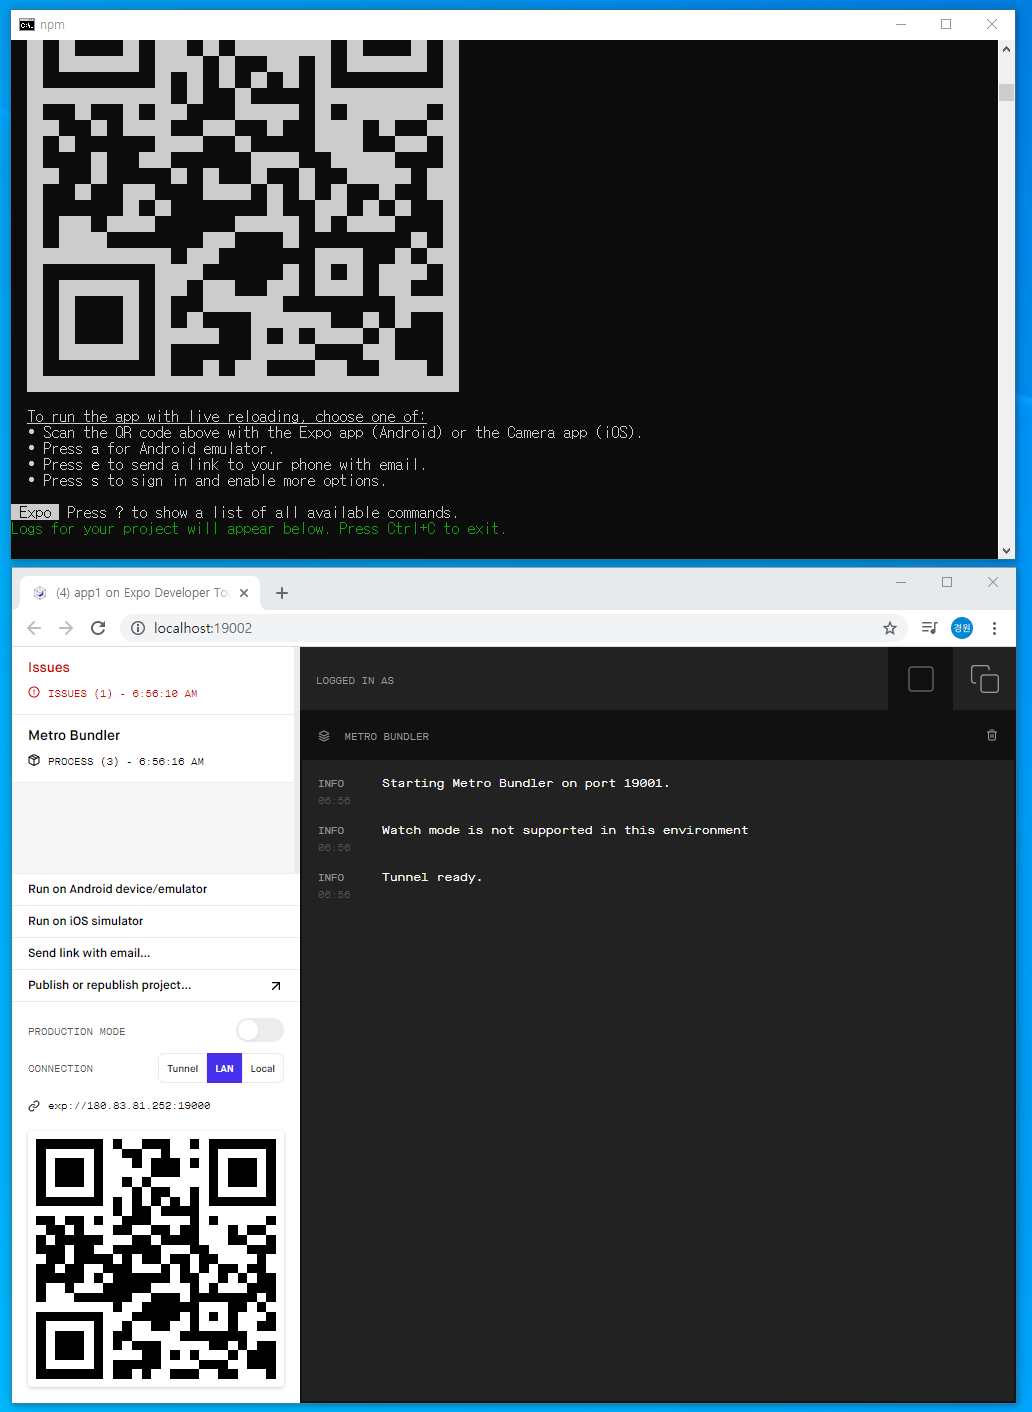 npm
To run the app with live reloading, choose one of:
• Scan the QR code above with the Expo app (Android) or the Camera app (iOS).
• Press a for Android emulator.
• Press e to send a link to your phone with email.
• Press s to sign in and enable more options.
Expo Press ? to show a list of all available commands.
Logs for your project will appear below. Press Ctrl+C to exit.
(4) app1 on Expo Developer To
localhost:19002
경원
Issues
ISSUES (1) - 6:56:10 AM
Metro Bundler
PROCESS (3) - 6:56:16 AM
Run on Android device/emulator
Run on iOS simulator
Send link with email...
Publish or republish project...
PRODUCTION MODE
CONNECTION Tunnel LAN Local
exp://180.83.81.252:19000
LOGGED IN AS
METRO BUNDLER
INFO Starting Metro Bundler on port 19001.
06:56
INFO Watch mode is not supported in this environment
06:56
INFO Tunnel ready.
06:56